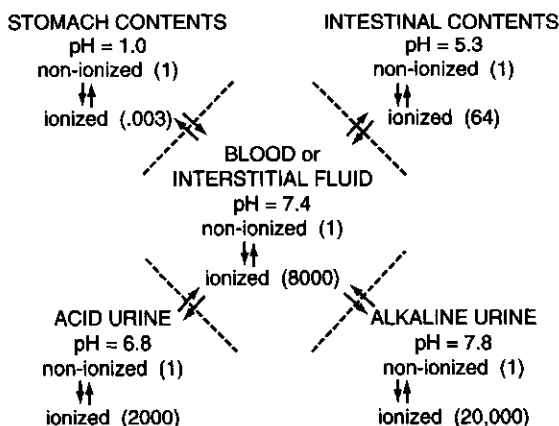 STOMACH CONTENTS
pH = 1.0
non-ionized (1)
ionized (.003)
INTESTINAL CONTENTS
pH = 5.3
non-ionized (1)
ionized (64)
BLOOD or
INTERSTITIAL FLUID
pH = 7.4
non-ionized (1)
ionized (8000)
ACID URINE
pH = 6.8
non-ionized (1)
ionized (2000)
ALKALINE URINE
pH = 7.8
non-ionized (1)
ionized (20,000)